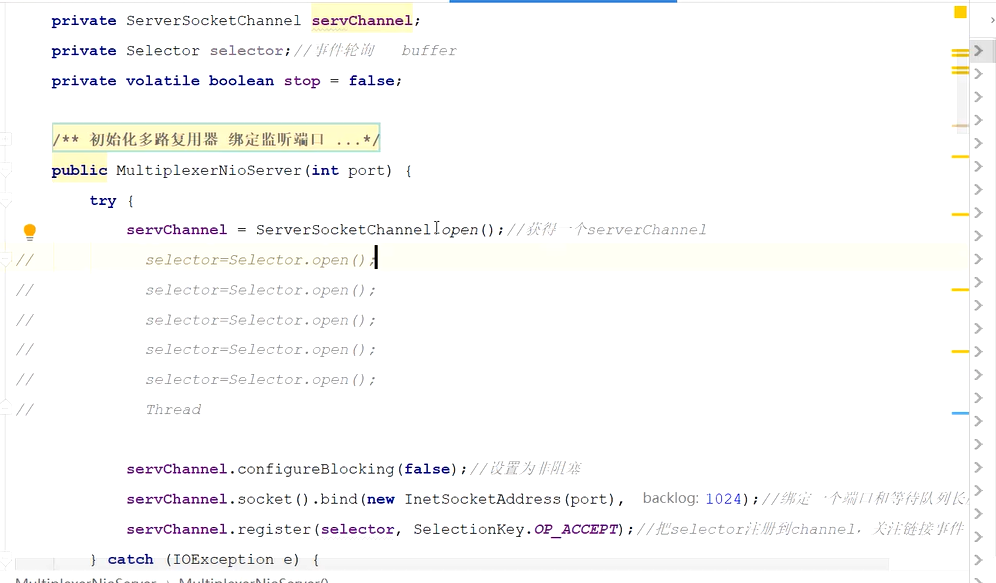 private ServerSocketChannel servChannel;
private Selector selector;//事件轮询   buffer
private volatile boolean stop = false;
/** 初始化多路复用器 绑定监听端口 ...*/
public MultiplexerNioServer(int port) {
try {
servChannel = ServerSocketChannel.open();//获得一个serverChannel
//            selector=Selector.open();
//            selector=Selector.open();
//            selector=Selector.open();
//            selector=Selector.open();
//            selector=Selector.open();
//            Thread
servChannel.configureBlocking(false);//设置为非阻塞
servChannel.socket().bind(new InetSocketAddress(port), backlog: 1024);//绑定一个端口和等待队列长
servChannel.register(selector, SelectionKey.OP_ACCEPT);//把selector注册到channel，关注链接事件
} catch (IOException e) {
MultiplexerNioServer > MultiplexerNioServer()